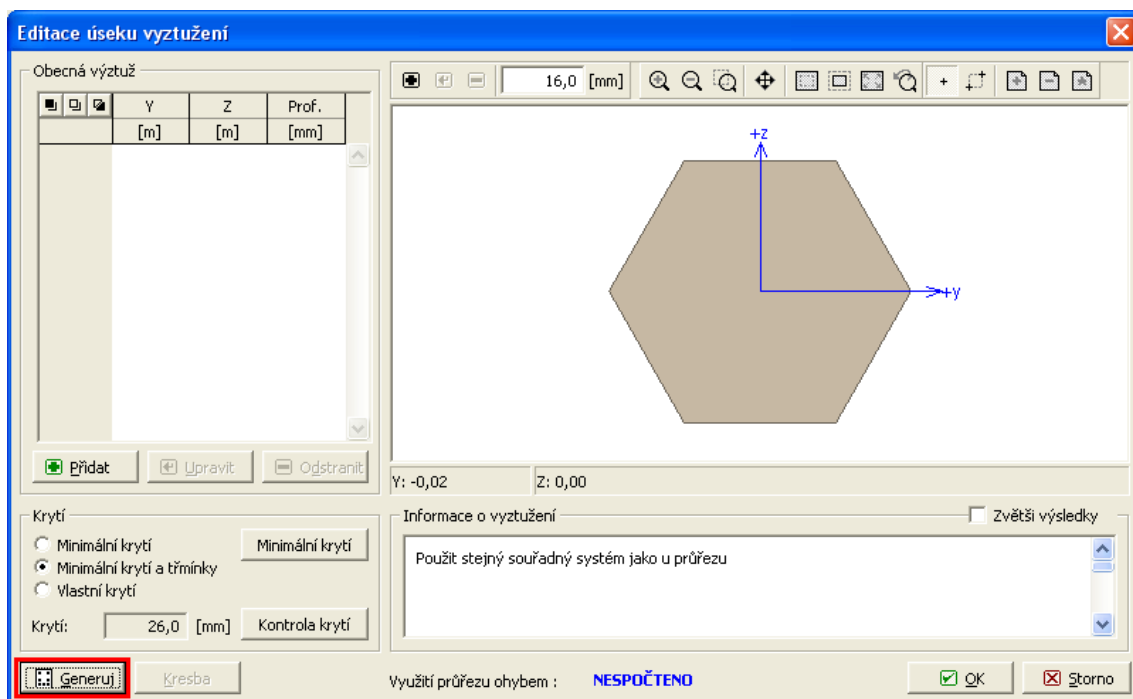 Editace úseku vyztužení
Obecná výztuž
Y Z Prof.
[m] [m] [mm]
Přidat Upravit Odstranit
16,0 [mm]
+z
+y
Y: -0,02 Z: 0,00
Krytí
Minimální krytí Minimální krytí
Minimální krytí a třmínky
Vlastní krytí
Krytí: 26,0 [mm] Kontrola krytí
Informace o vyztužení Zvětši výsledky
Použit stejný souřadný systém jako u průřezu
Generuj Kresba Využití průřezu ohybem : NESPOČTENO OK Storno